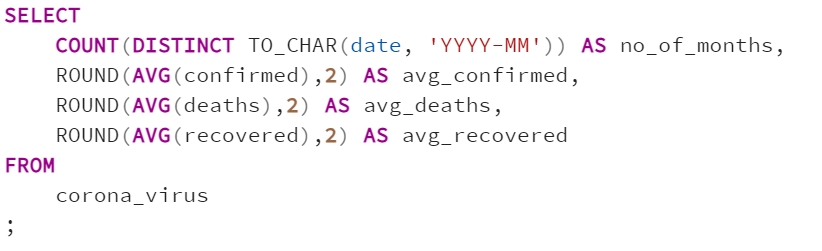 SELECT
    COUNT(DISTINCT TO_CHAR(date, 'YYYY-MM')) AS no_of_months,
    ROUND(AVG(confirmed),2) AS avg_confirmed,
    ROUND(AVG(deaths),2) AS avg_deaths,
    ROUND(AVG(recovered),2) AS avg_recovered
FROM
    corona_virus
;